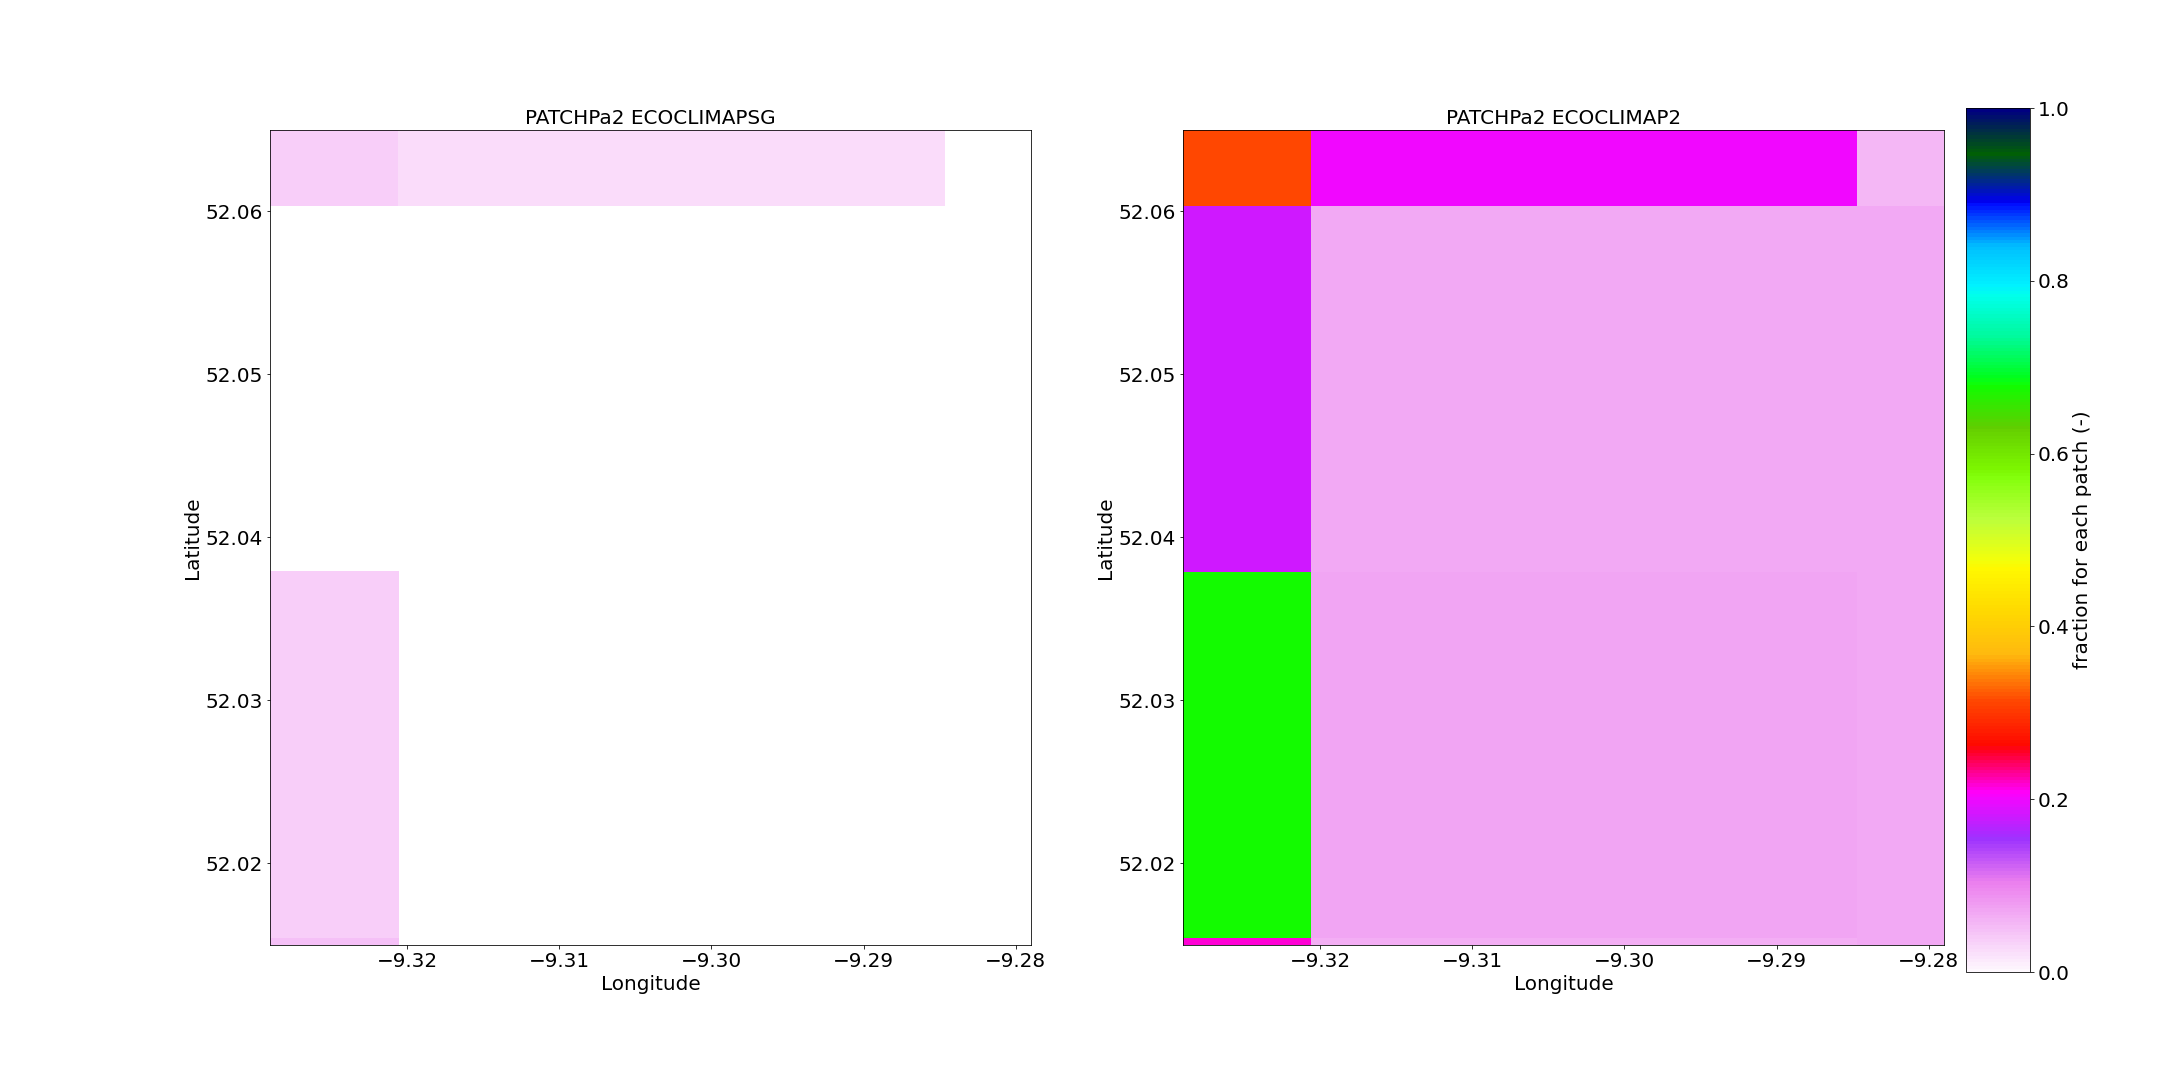 PATCHPa2 ECOCLIMAPSG
52.06
52.05
52.04
52.03
52.02
Latitude
−9.32 −9.31 −9.30 −9.29 −9.28
Longitude
PATCHPa2 ECOCLIMAP2
52.06
52.05
52.04
52.03
52.02
Latitude
−9.32 −9.31 −9.30 −9.29 −9.28
Longitude
1.0
0.8
0.6
0.4
0.2
0.0
fraction for each patch (-)